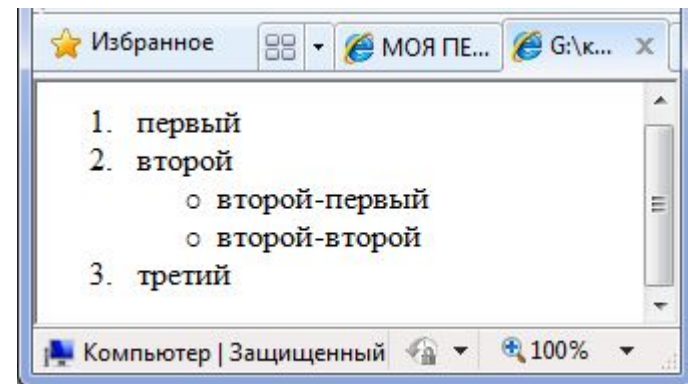 Избранное МОЯ ПЕ... G:\к... X
1. первый
2. второй
○ второй-первый
○ второй-второй
3. третий
Компьютер | Защищенный 100%